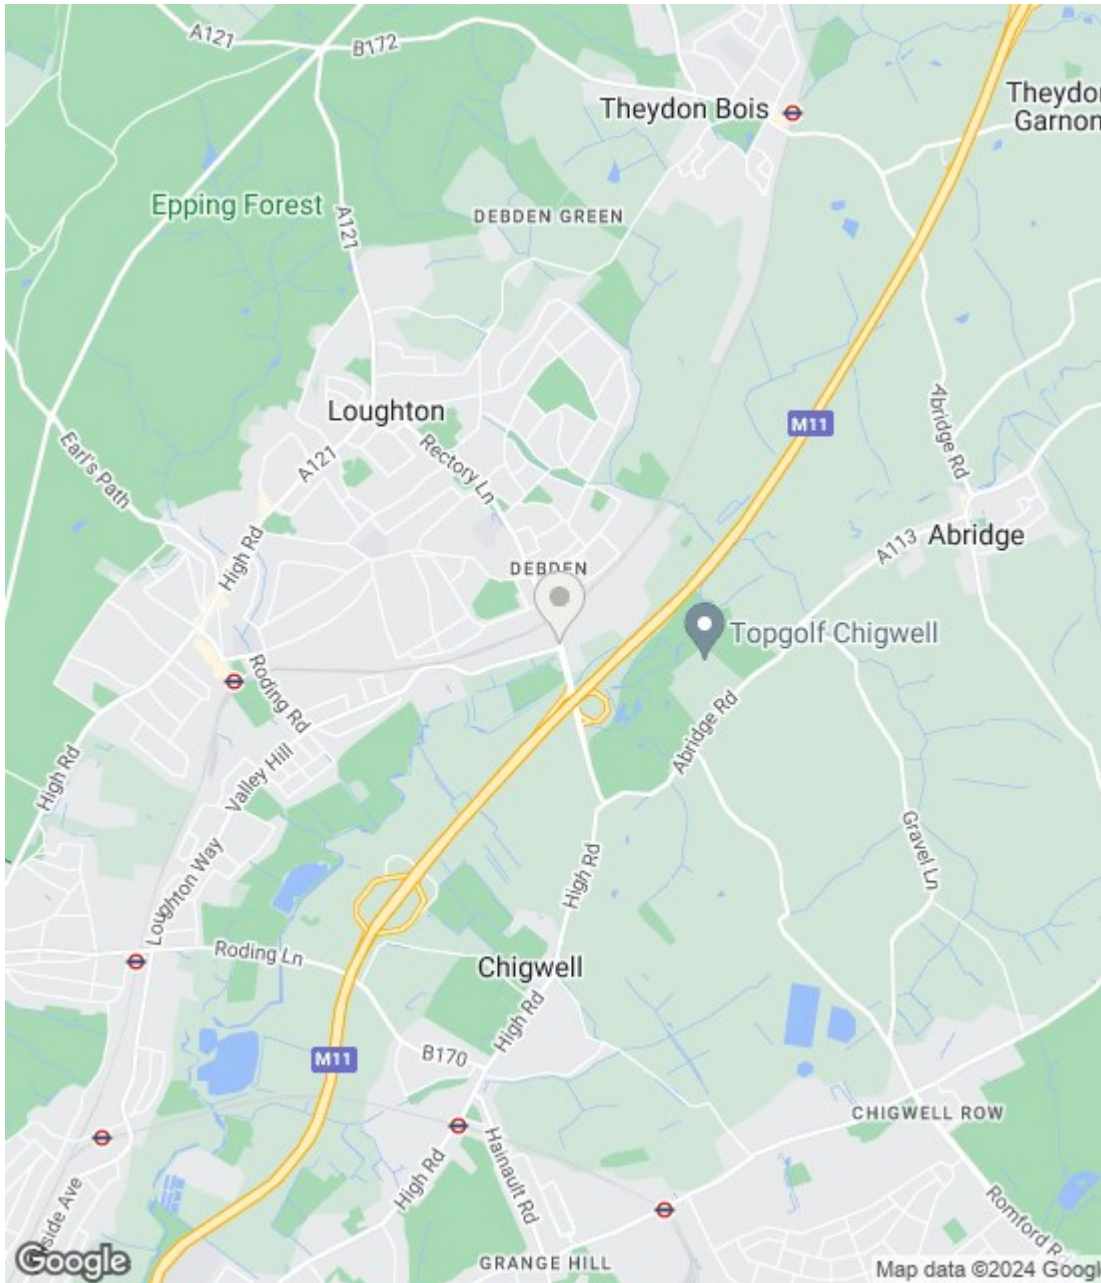 A121
B172
Theydon Bois
Theydo
Garnon
Epping Forest
DEBDEN GREEN
A121
Loughton
A121
Rectory Ln
M11
Abridge Rd
Earl's Path
High Rd
A113
Abridge
DEBDEN
Topgolf Chigwell
Roding Rd
Abridge Rd
High Rd
Valley Hill
Loughton Way
High Rd
Gravel Ln
Roding Ln
Chigwell
High Rd
M11
B170
CHIGWELL ROW
High Rd
Hainault Rd
side Ave
Romford Rd
GRANGE HILL
Google
Map data ©2024 Googl